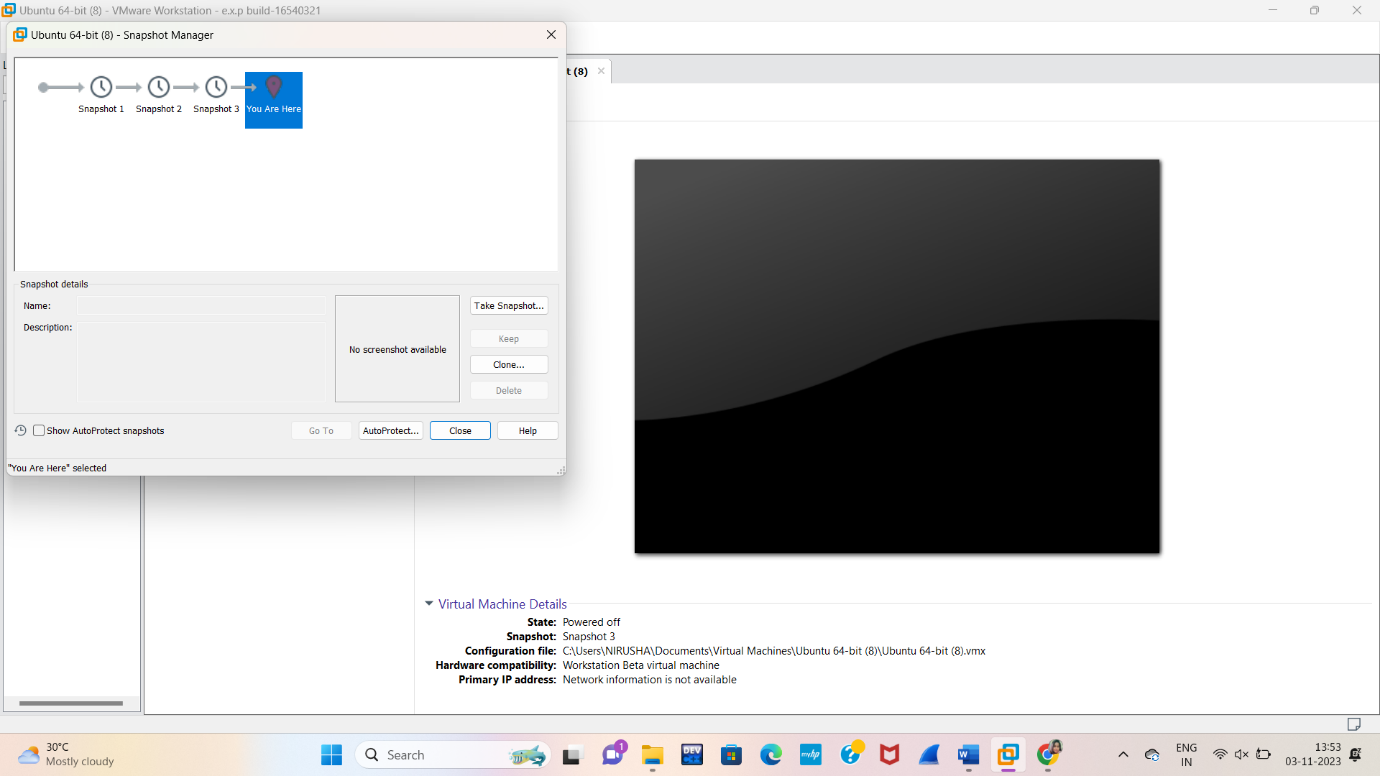 Ubuntu 64-bit (8) - VMware Workstation - e.x.p build-16540321
Ubuntu 64-bit (8) - Snapshot Manager
t (8)
Snapshot 1
Snapshot 2
Snapshot 3
You Are Here
Snapshot details
Name:
Description:
No screenshot available
Take Snapshot...
Keep
Clone...
Delete
Show AutoProtect snapshots
Go To
AutoProtect...
Close
Help
"You Are Here" selected
Virtual Machine Details
State: Powered off
Snapshot: Snapshot 3
Configuration file: C:\Users\NIRUSHA\Documents\Virtual Machines\Ubuntu 64-bit (8)\Ubuntu 64-bit (8).vmx
Hardware compatibility: Workstation Beta virtual machine
Primary IP address: Network information is not available
30°C
Mostly cloudy
Search
1
DEV
myhp
W
ENG
IN
13:53
03-11-2023